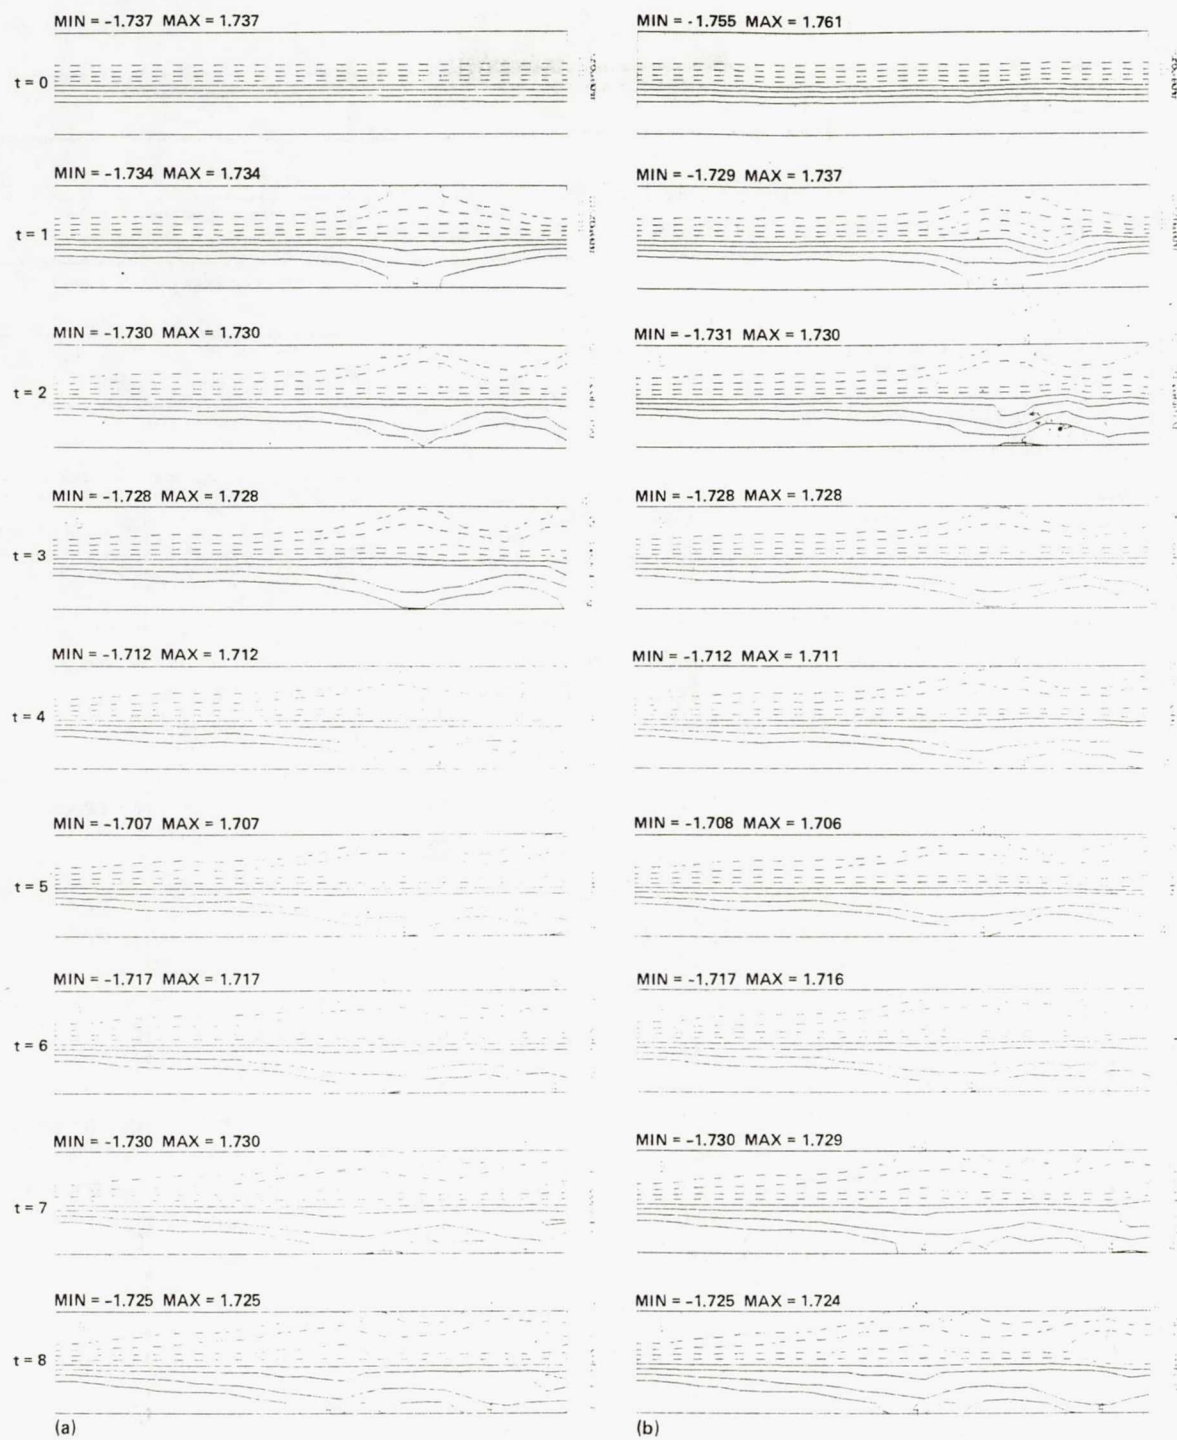 MIN = -1.737 MAX = 1.737
MIN = -1.755 MAX = 1.761
t = 0
MIN = -1.734 MAX = 1.734
MIN = -1.729 MAX = 1.737
t = 1
MIN = -1.730 MAX = 1.730
MIN = -1.731 MAX = 1.730
t = 2
MIN = -1.728 MAX = 1.728
MIN = -1.728 MAX = 1.728
t = 3
MIN = -1.712 MAX = 1.712
MIN = -1.712 MAX = 1.711
t = 4
MIN = -1.707 MAX = 1.707
MIN = -1.708 MAX = 1.706
t = 5
MIN = -1.717 MAX = 1.717
MIN = -1.717 MAX = 1.716
t = 6
MIN = -1.730 MAX = 1.730
MIN = -1.730 MAX = 1.729
t = 7
MIN = -1.725 MAX = 1.725
MIN = -1.725 MAX = 1.724
t = 8
(a)
(b)